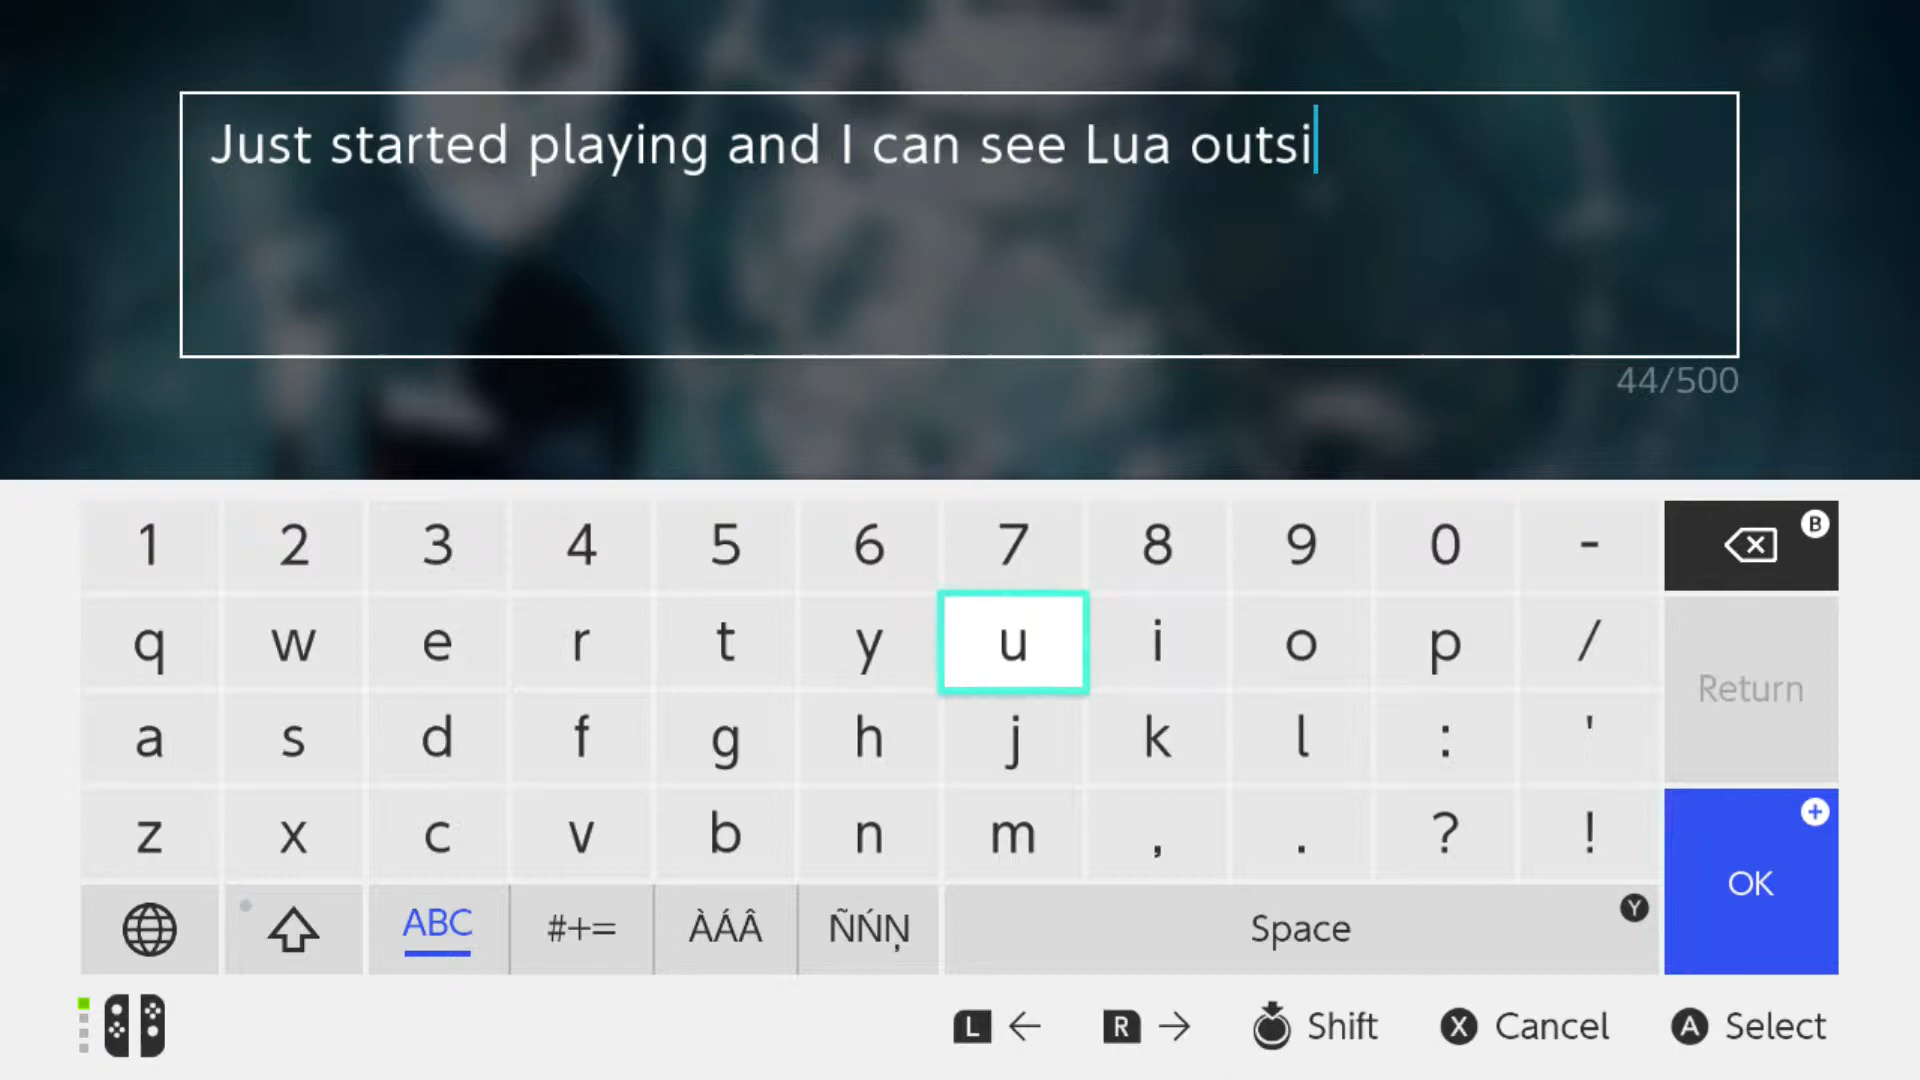 Just started playing and I can see Lua outsi
44/500
1 2 3 4 5 6 7 8 9 0 - B
q w e r t y u i o p /
Return
a s d f g h j k l : '
z x c v b n m , . ? ! +
OK
ABC #+= ÀÁÂ ÑŃŅ Space Y
L ← R → Shift X Cancel A Select